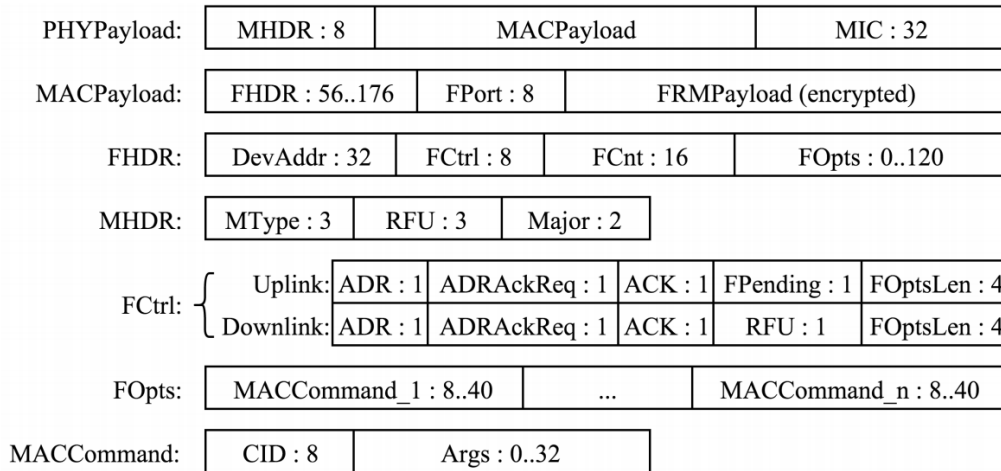 PHYPayload: MHDR : 8 MACPayload MIC : 32
MACPayload: FHDR : 56..176 FPort : 8 FRMPayload (encrypted)
FHDR: DevAddr : 32 FCtrl : 8 FCnt : 16 FOpts : 0..120
MHDR: MType : 3 RFU : 3 Major : 2
FCtrl:
Uplink: ADR : 1 ADRAckReq : 1 ACK : 1 FPending : 1 FOptsLen : 4
Downlink: ADR : 1 ADRAckReq : 1 ACK : 1 RFU : 1 FOptsLen : 4
FOpts: MACCommand_1 : 8..40 ... MACCommand_n : 8..40
MACCommand: CID : 8 Args : 0..32